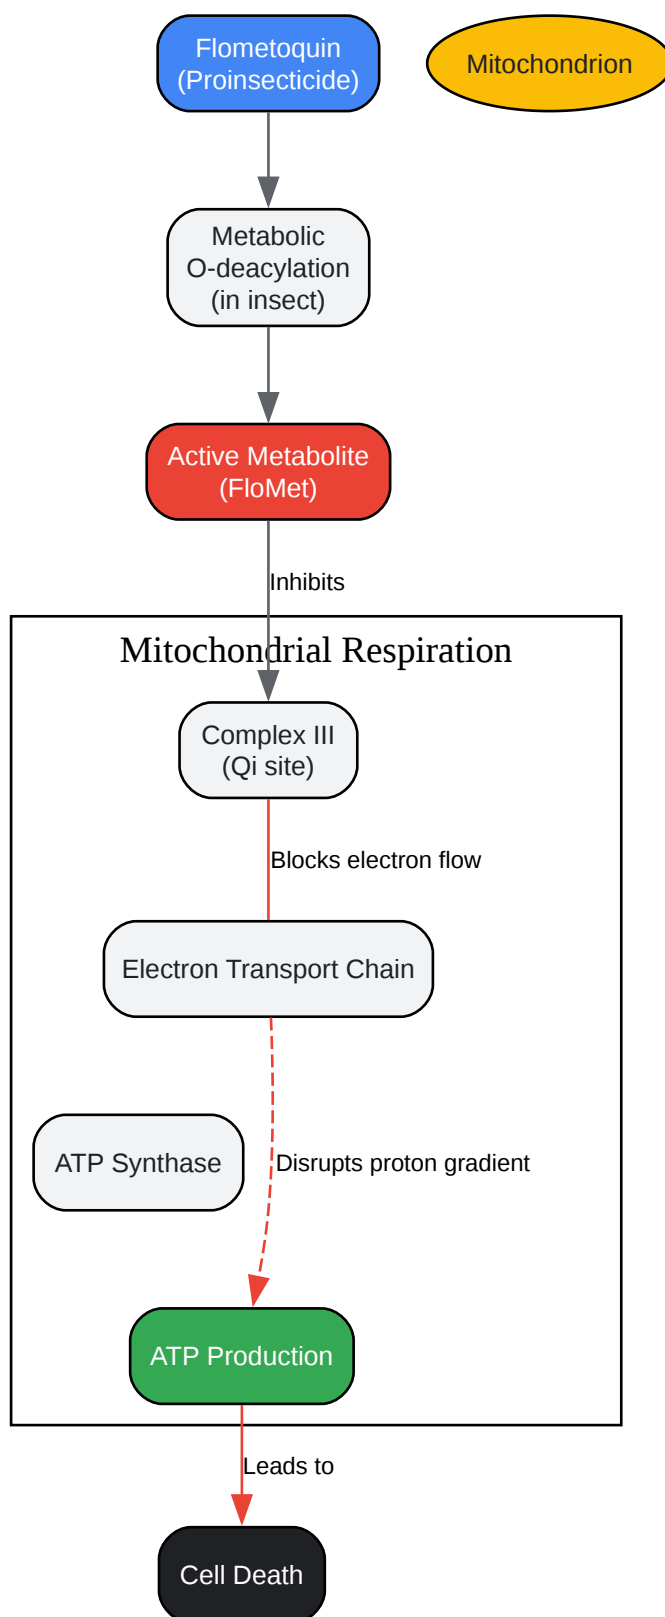 Flometoquin
(Proinsecticide)
Mitochondrion
Metabolic
O-deacylation
(in insect)
Active Metabolite
(FloMet)
Inhibits
Mitochondrial Respiration
Complex III
(Qi site)
Blocks electron flow
Electron Transport Chain
ATP Synthase
Disrupts proton gradient
ATP Production
Leads to
Cell Death